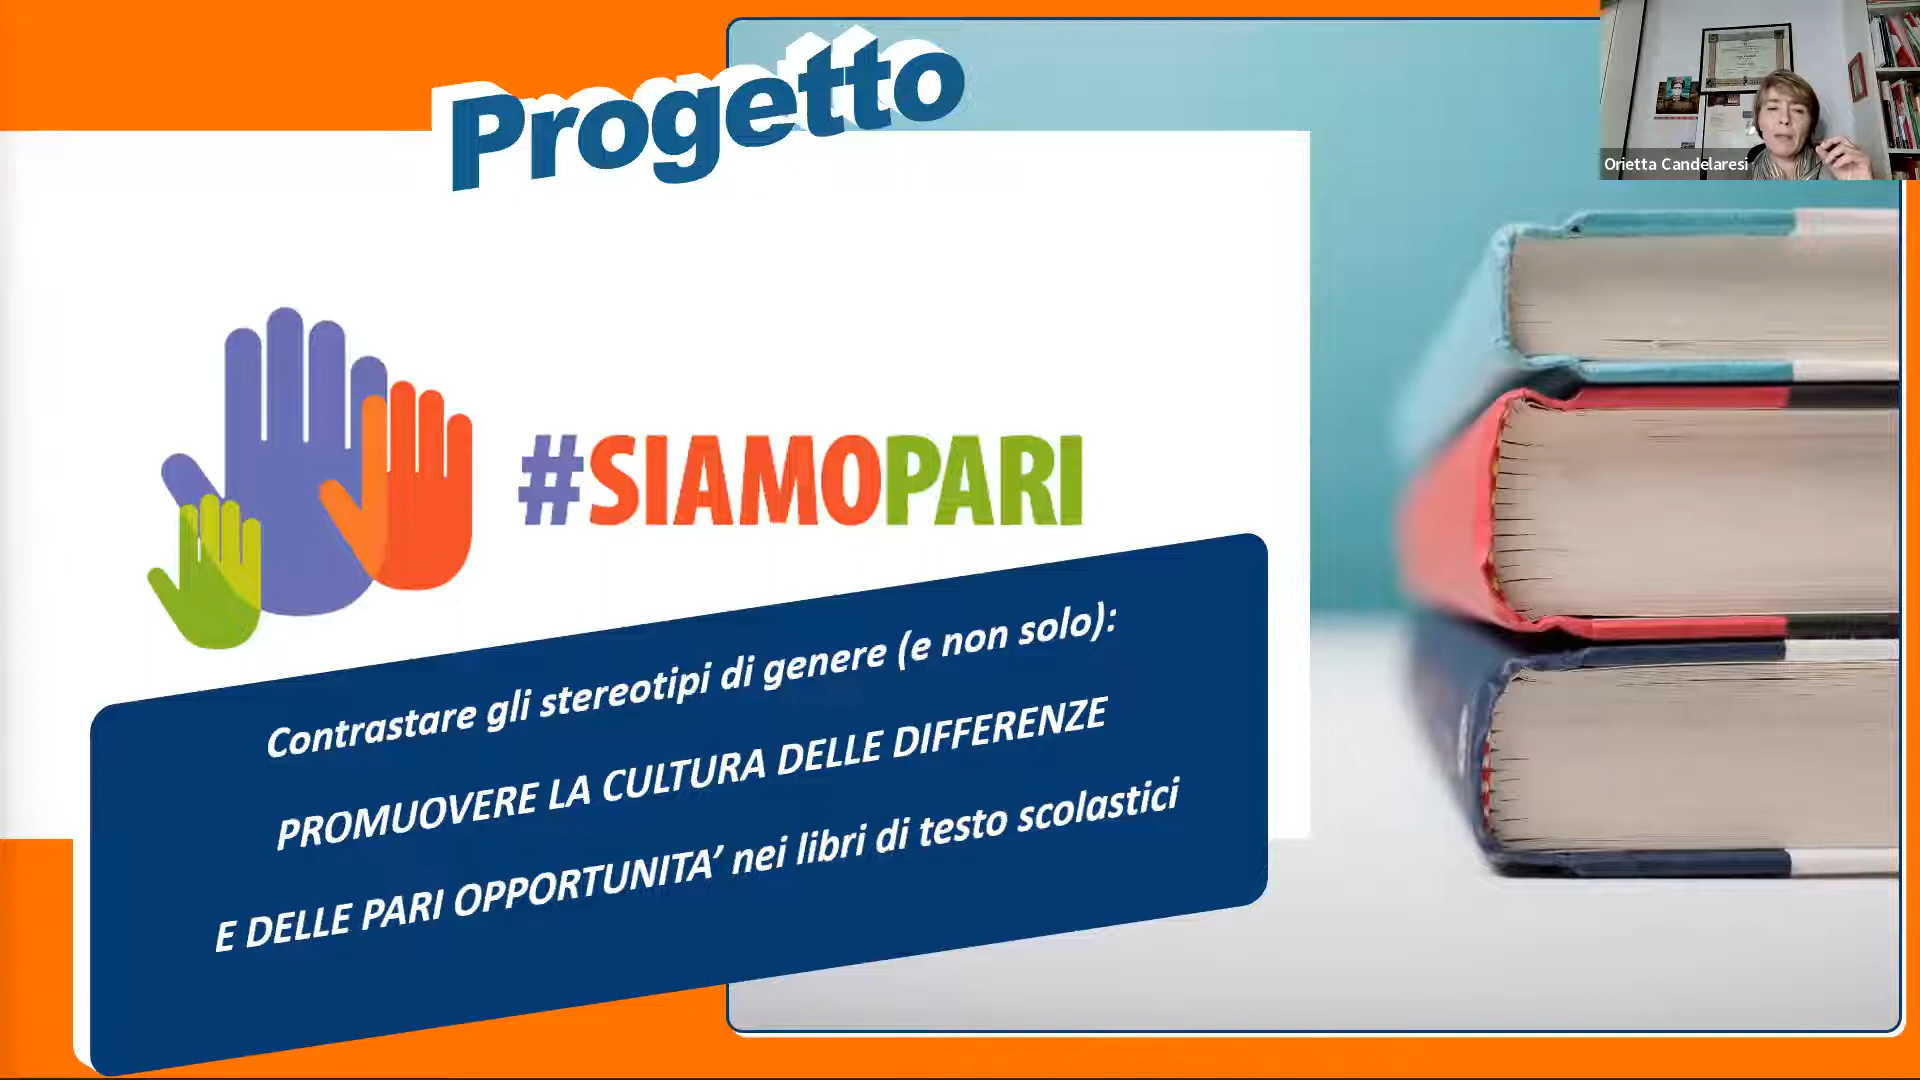 Progetto
Orietta Candelaresi
#SIAMOPARI
Contrastare gli stereotipi di genere (e non solo):
PROMUOVERE LA CULTURA DELLE DIFFERENZE
E DELLE PARI OPPORTUNITA’ nei libri di testo scolastici